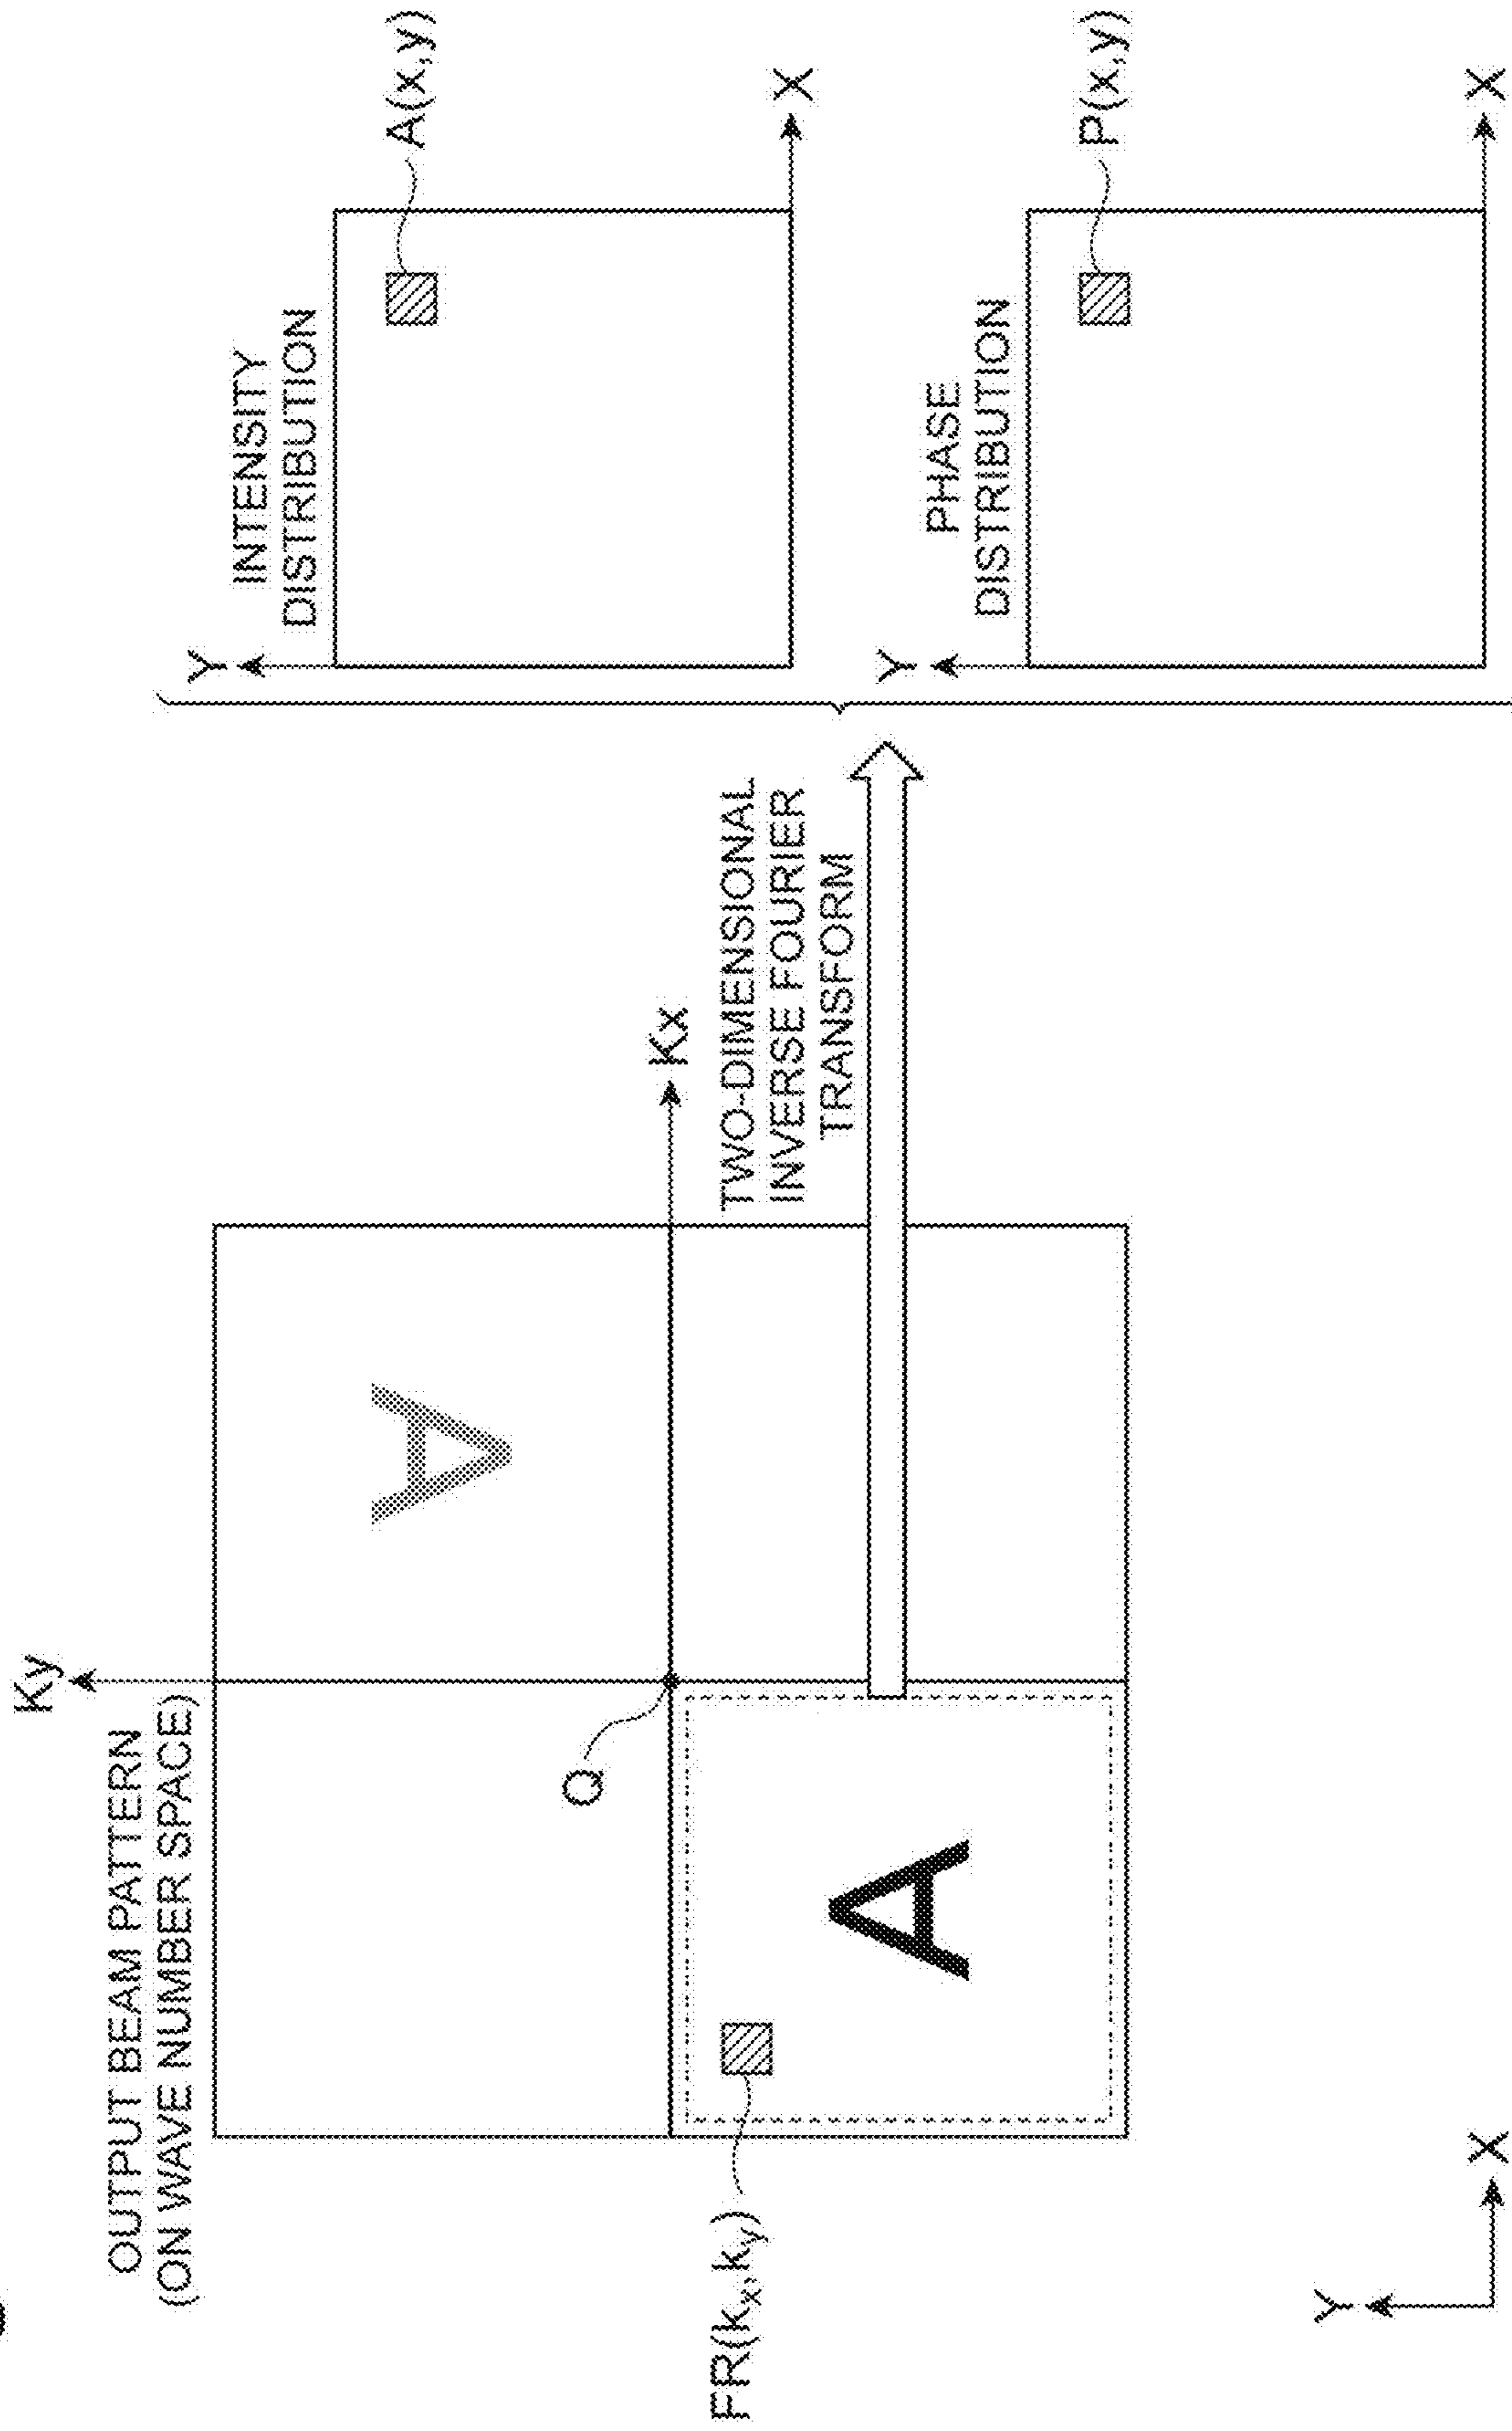 OUTPUT BEAM PATTERN
(ON WAVE NUMBER SPACE)
Ky
Kx
Q
A
A
FR(kx,ky)
TWO-DIMENSIONAL
INVERSE FOURIER
TRANSFORM
Y
INTENSITY
DISTRIBUTION
A(x,y)
X
Y
PHASE
DISTRIBUTION
P(x,y)
X
Y
X